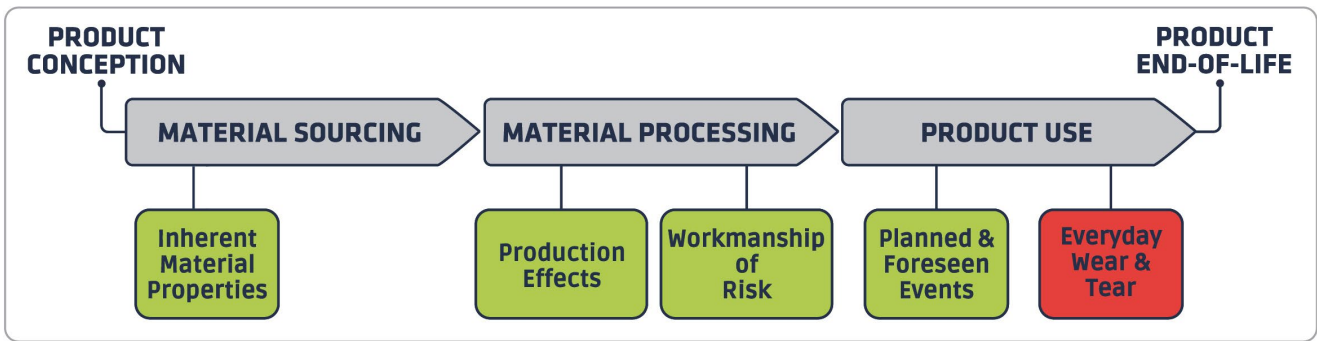 PRODUCT
CONCEPTION
PRODUCT
END-OF-LIFE
MATERIAL SOURCING
MATERIAL PROCESSING
PRODUCT USE
Inherent
Material
Properties
Production
Effects
Workmanship
of
Risk
Planned &
Foreseen
Events
Everyday
Wear &
Tear